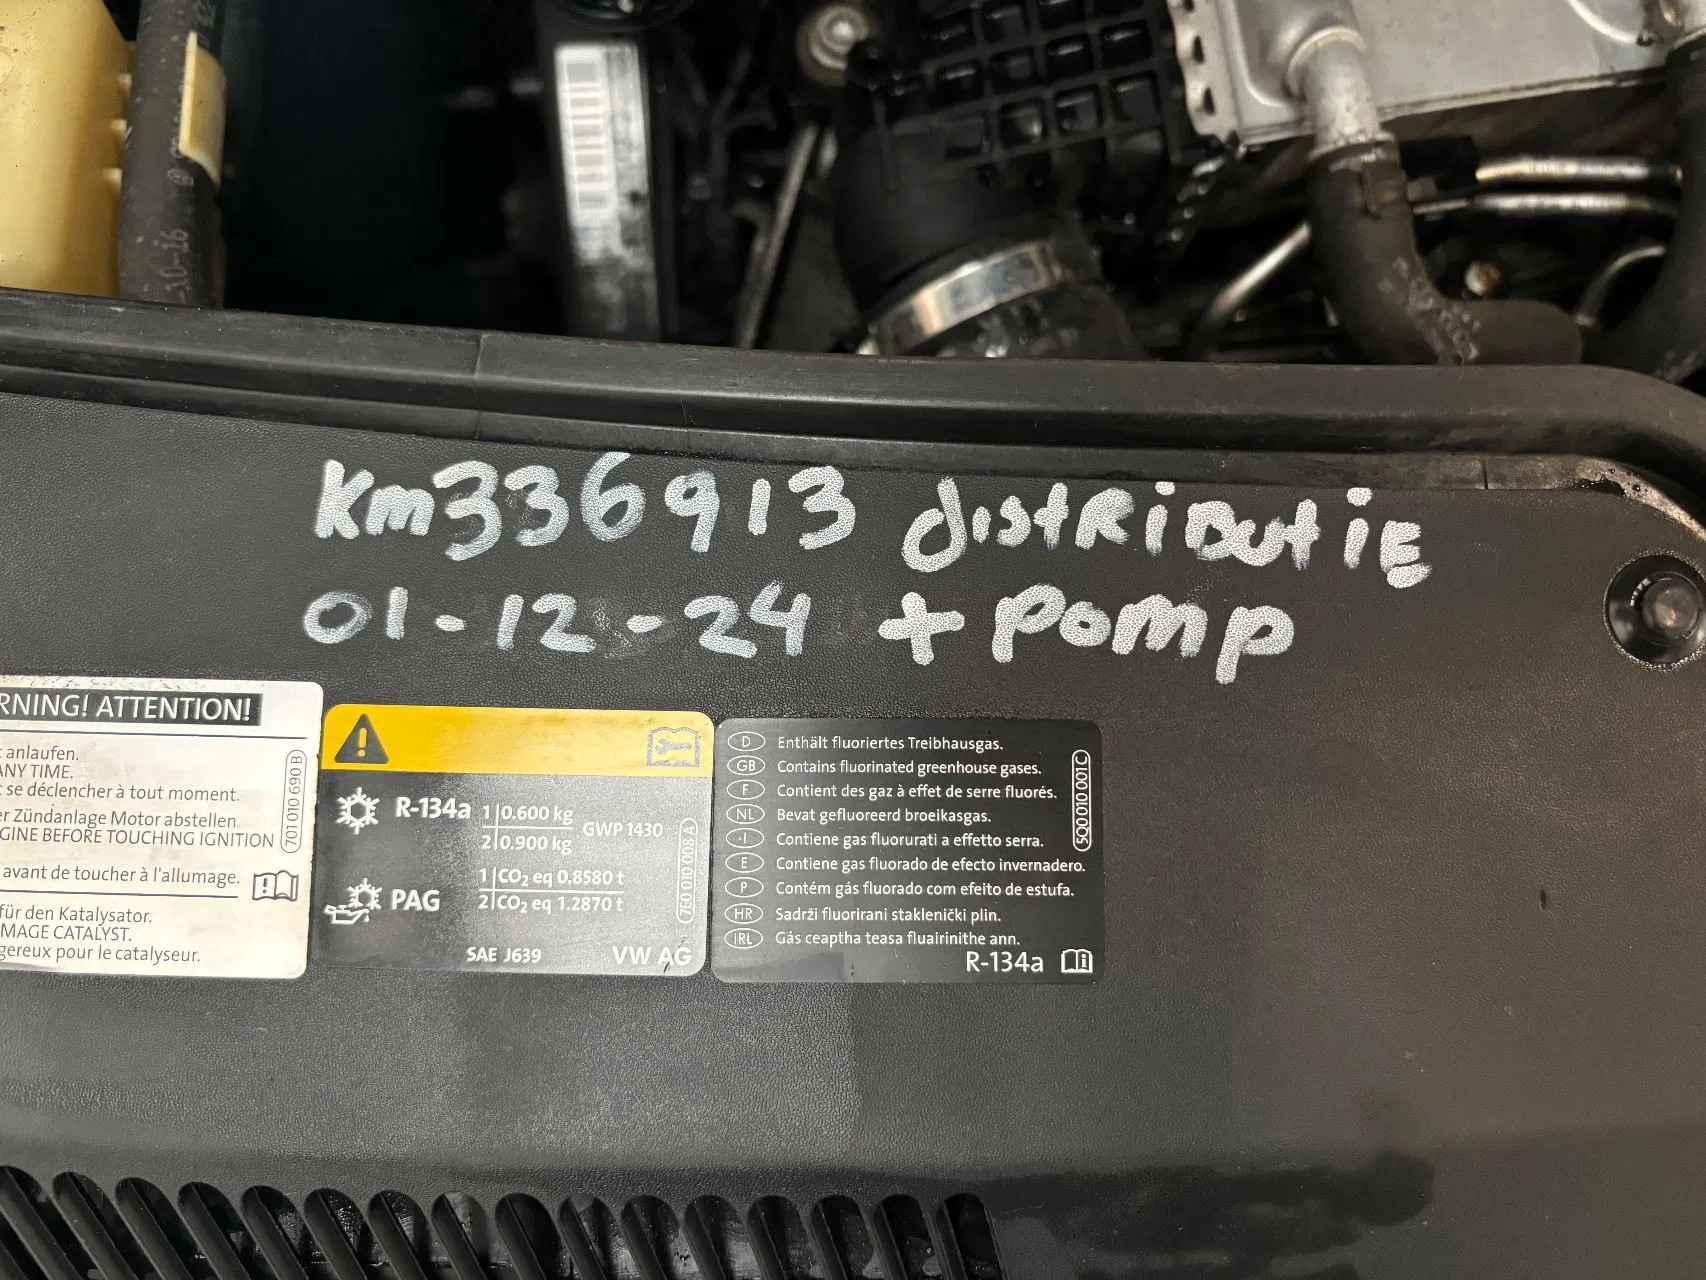 -10-16
Km336913 distRiButiE
01-12-24 + Pomp
RNING! ATTENTION!
anlaufen.
ANY TIME.
se déclencher à tout moment.
er Zündanlage Motor abstellen.
GINE BEFORE TOUCHING IGNITION
avant de toucher à l'allumage.
für den Katalysator.
MAGE CATALYST.
gereux pour le catalyseur.
701 010 690 B
R-134a
1 0.600 kg
2 0.900 kg
GWP 1430
PAG
1 CO₂ eq 0.8580 t
2 CO₂ eq 1.2870 t
7E0 010 008 A
SAE J639 VW AG
D Enthält fluoriertes Treibhausgas.
GB Contains fluorinated greenhouse gases.
F Contient des gaz à effet de serre fluorés.
NL Bevat gefluoreerd broeikasgas.
I Contiene gas fluorurati a effetto serra.
E Contiene gas fluorado de efecto invernadero.
P Contém gás fluorado com efeito de estufa.
HR Sadrži fluorirani staklenički plin.
IRL Gás ceaptha teasa fluairinithe ann.
5Q0 010 001 C
R-134a